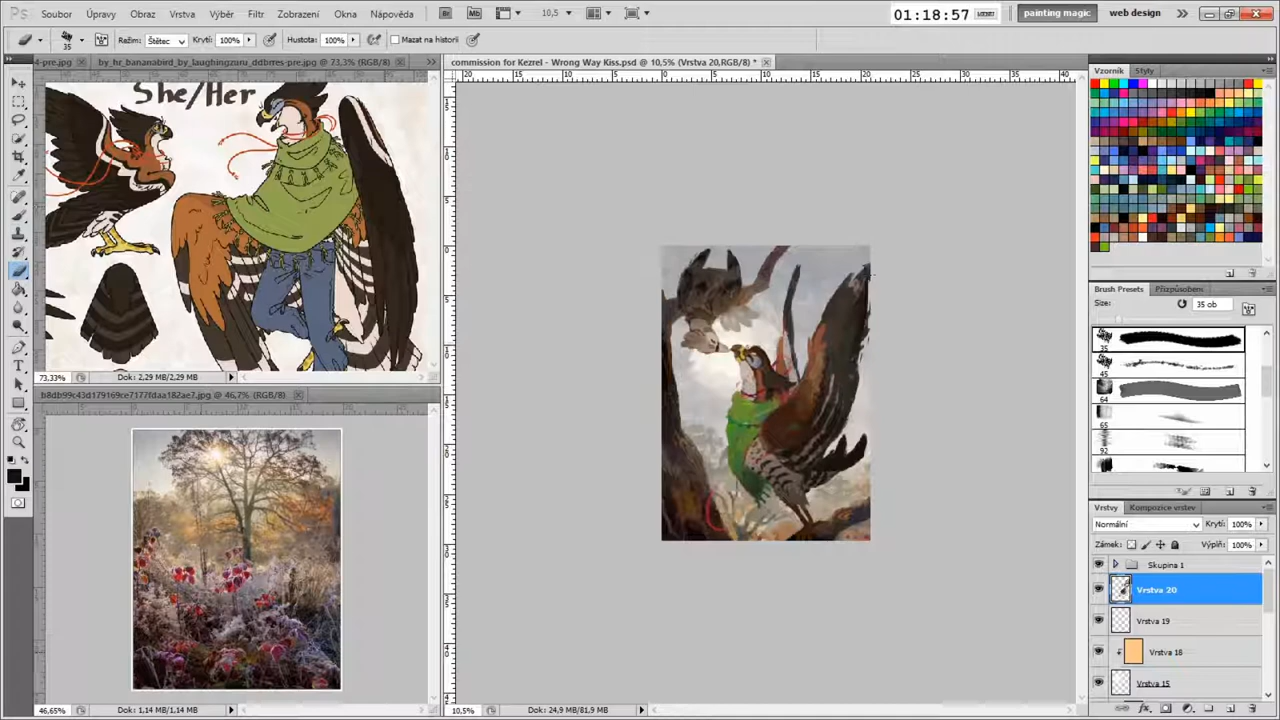 Ps Soubor Úpravy Obraz Vrstva Výběr Filtr Zobrazení Okna Nápověda Br Mb 10,5 01:18:57 painting magic web design
35 Režim: Štětec Krytí: 100% Hustota: 100% Mazat na historii
4-pre.jpg by_hr_bananabird_by_laughingzuru_ddbrres-pre.jpg @ 73,3% (RGB/8)
commission for Kezrel - Wrong Way Kiss.psd @ 10,5% (Vrstva 20,RGB/8) *
She/Her
73,33% Dok: 2,29 MB/2,29 MB
b8db99c43d179169ce7177fdaa182ae7.jpg @ 46,7% (RGB/8)
46,65% Dok: 1,14 MB/1,14 MB
10,5% Dok: 24,9 MB/81,9 MB
Vzorník Styly
Brush Presets Přizpůsobení
Size: 35 ob
35
45
64
65
92
Vrstvy Kompozice vrstev
Normální Krytí: 100%
Zámek: Výplň: 100%
Skupina 1
Vrstva 20
Vrstva 19
Vrstva 18
Vrstva 15